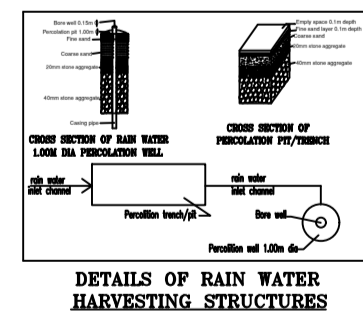 Bore well 0.15m
Percolation pit 1.00m
Fine sand
Coarse sand
20mm stone aggregate
40mm stone aggregate
Casing pipe
CROSS SECTION OF RAIN WATER
1.00M DIA PERCOLATION WELL
Empty space 0.1m depth
Fine sand layer 0.1m depth
Coarse sand
20mm stone aggregate
40mm stone aggregate
CROSS SECTION OF
PERCOLATION PIT/TRENCH
rain water
inlet channel
Percolition trench/pit
rain water
inlet channel
Bore well
Percolition well 1.00m dia
DETAILS OF RAIN WATER
HARVESTING STRUCTURES